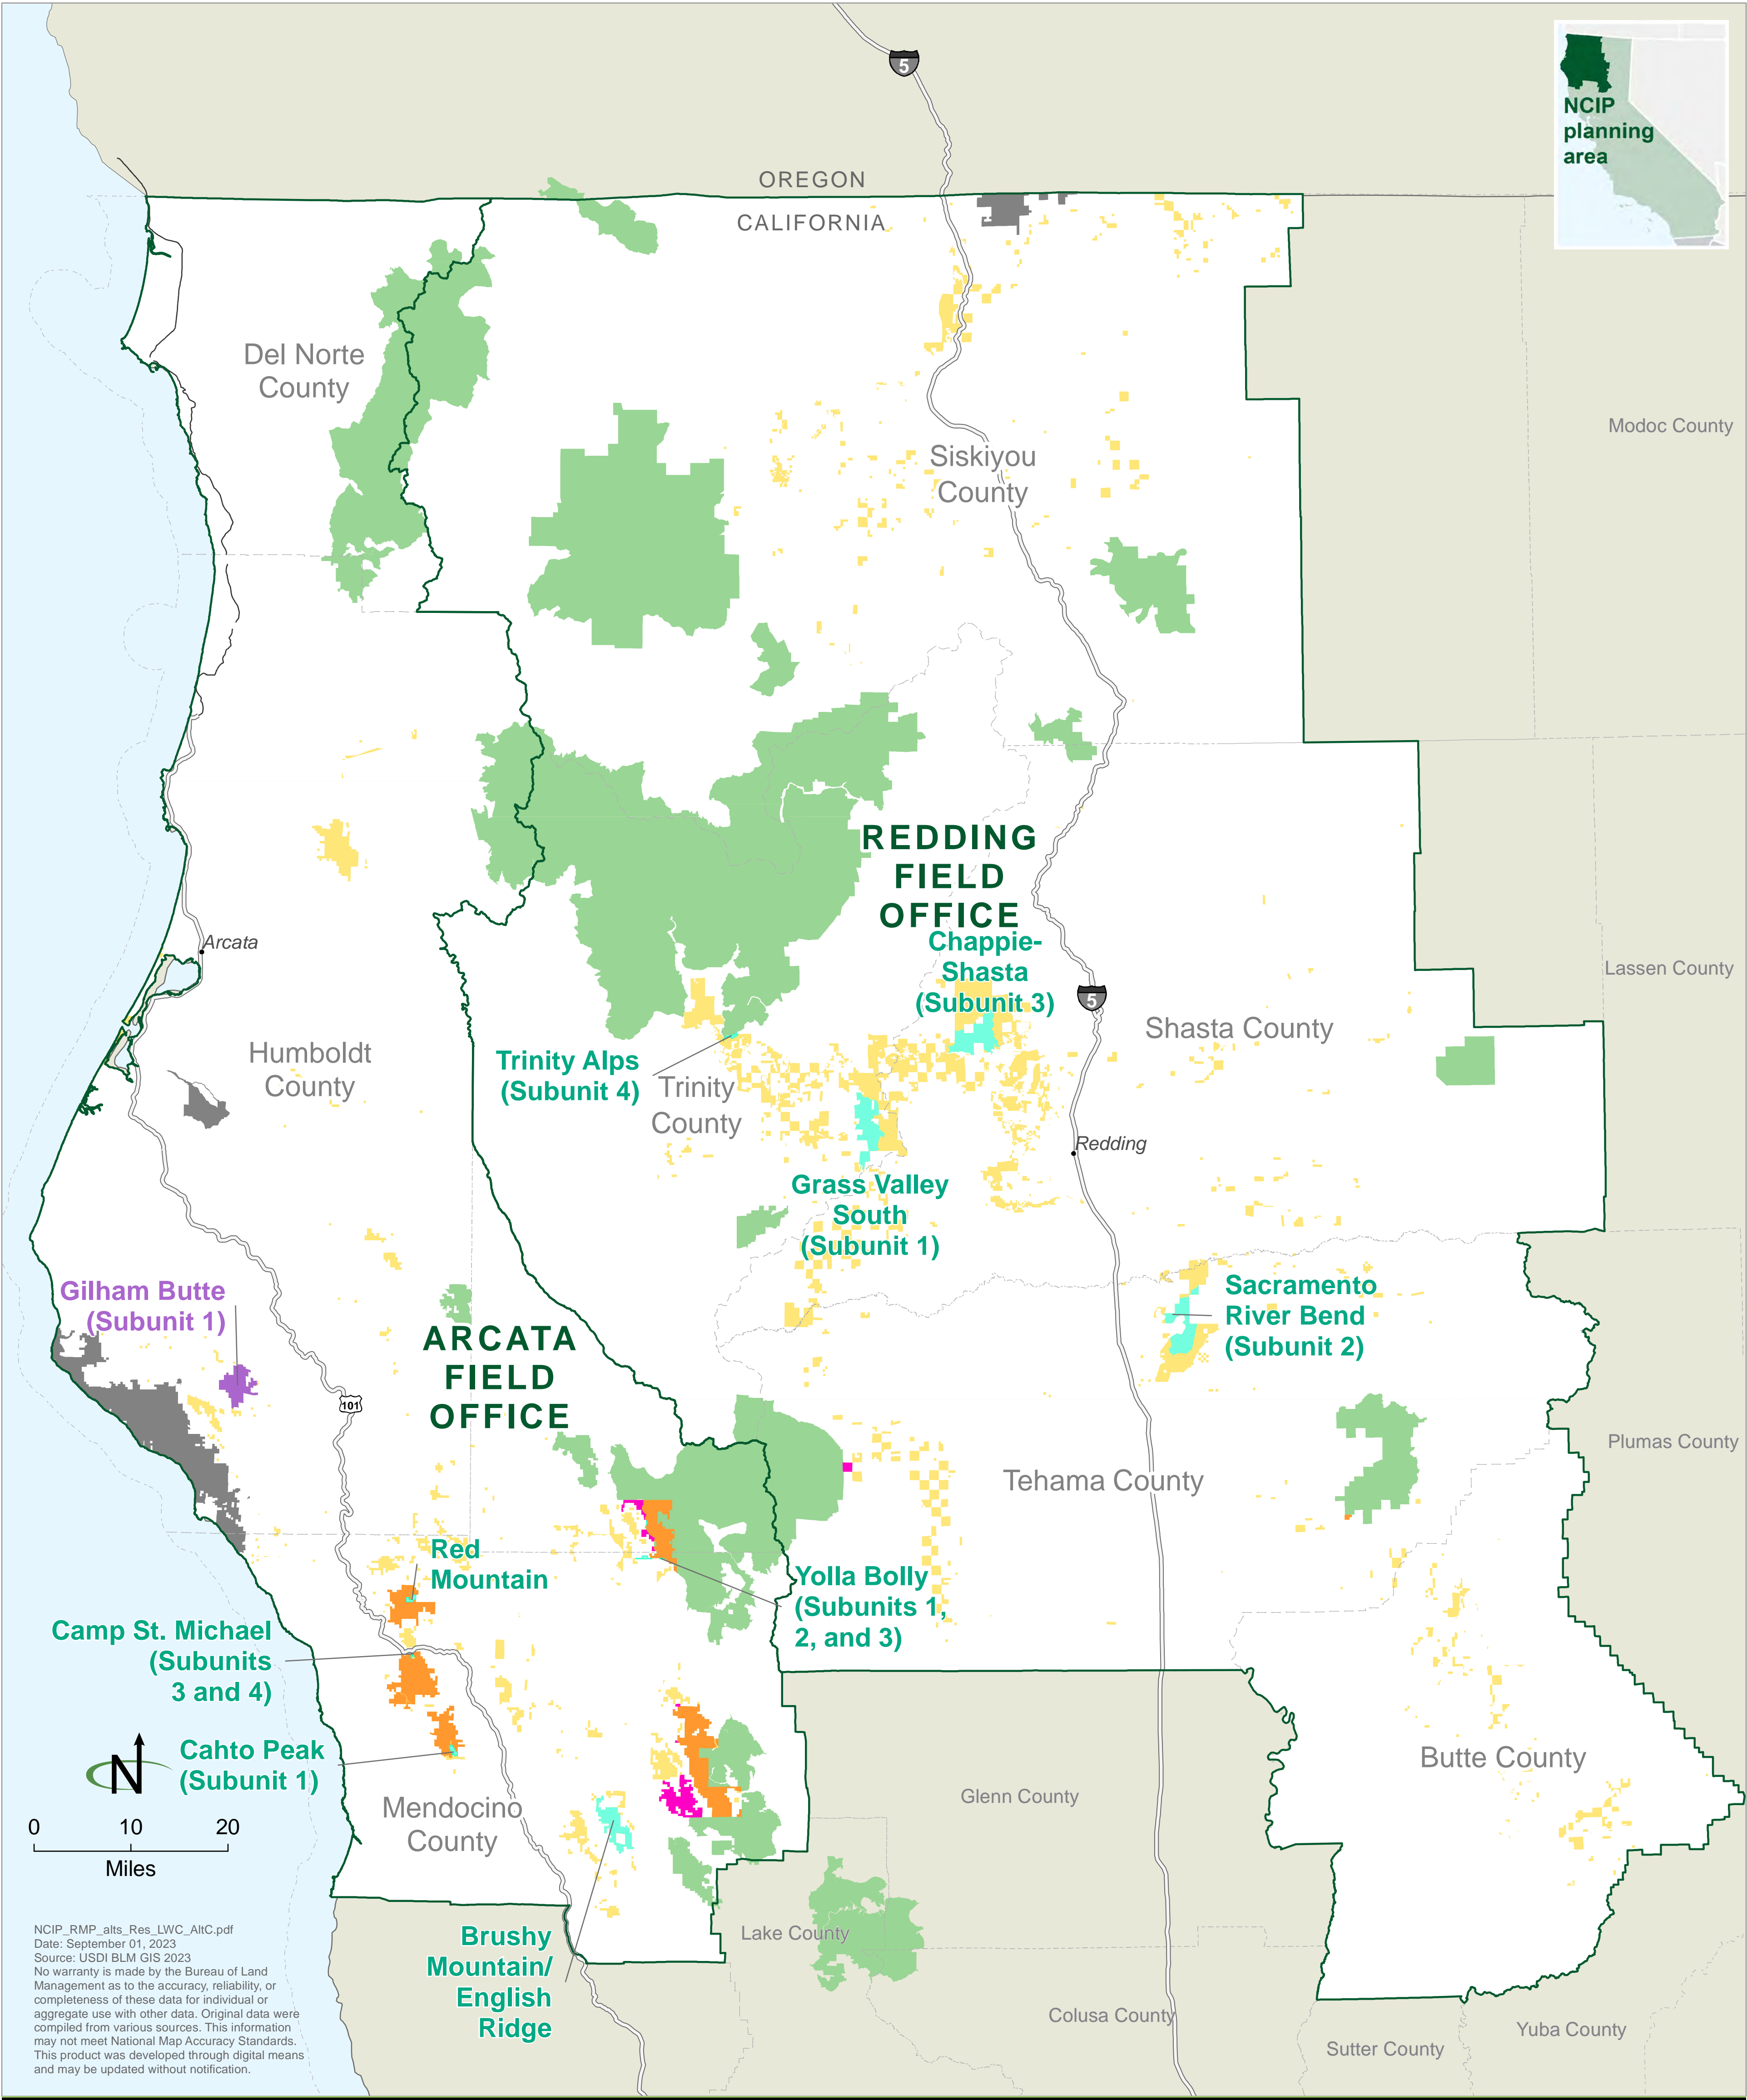 5
NCIP
planning
area
OREGON
CALIFORNIA
Del Norte
County
Modoc County
Siskiyou
County
REDDING
FIELD
OFFICE
Arcata
Chappie-
Shasta
(Subunit 3)
Lassen County
5
Shasta County
Humboldt
County
Trinity Alps
(Subunit 4)
Trinity
County
Redding
Grass Valley
South
(Subunit 1)
Gilham Butte
(Subunit 1)
Sacramento
River Bend
(Subunit 2)
ARCATA
FIELD
OFFICE
101
Plumas County
Tehama County
Red
Mountain
Yolla Bolly
(Subunits 1,
2, and 3)
Camp St. Michael
(Subunits
3 and 4)
N
Cahto Peak
(Subunit 1)
Butte County
Glenn County
Mendocino
County
0 10 20
Miles
NCIP_RMP_alts_Res_LWC_AltC.pdf
Date: September 01, 2023
Source: USDI BLM GIS 2023
No warranty is made by the Bureau of Land
Management as to the accuracy, reliability, or
completeness of these data for individual or
aggregate use with other data. Original data were
compiled from various sources. This information
may not meet National Map Accuracy Standards.
This product was developed through digital means
and may be updated without notification.
Lake County
Brushy
Mountain/
English
Ridge
Colusa County
Sutter County
Yuba County